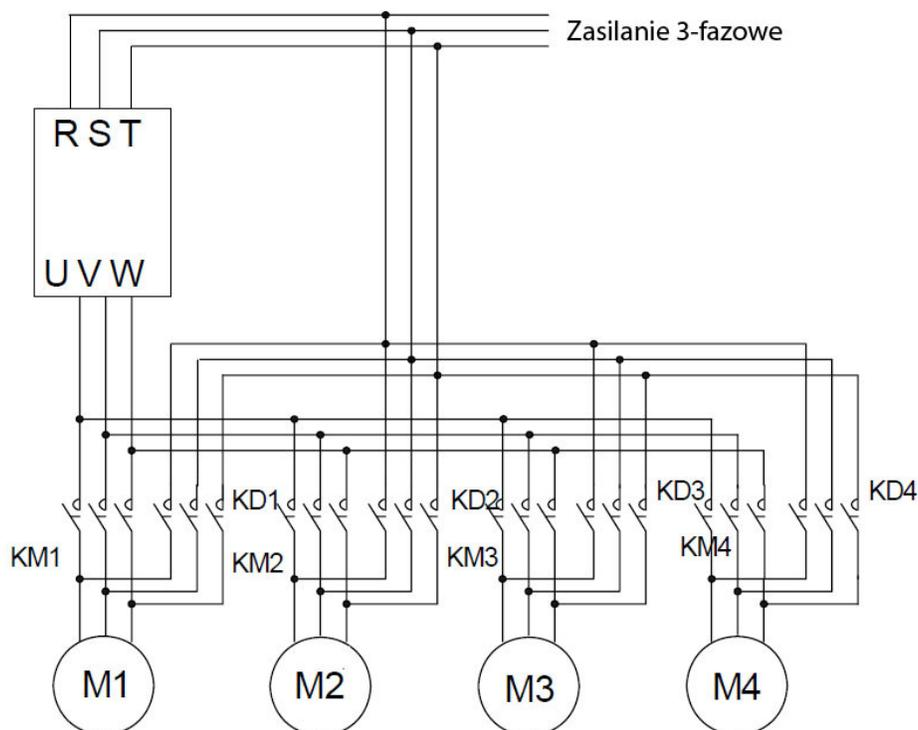 Zasilanie 3-fazowe
R S T
U V W
KD1
KD2
KD3
KD4
KM1
KM2
KM3
KM4
M1
M2
M3
M4